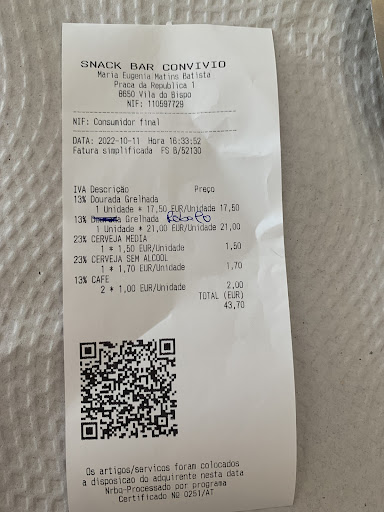 SNACK BAR CONVIVIO
Maria Eugenia Matins Batista
Praca da Republica 1
8650 Vila do Bispo
NIF: 110597729
NIF: Consumidor final
DATA: 2022-10-11 Hora 16:33:52
Fatura simplificada FS B/52130
IVA Descrição Preço
13% Dourada Grelhada
1 Unidade * 17,50 EUR/Unidade 17,50
13% Dourada Grelhada Robalo
1 Unidade * 21,00 EUR/Unidade 21,00
23% CERVEJA MEDIA
1 * 1,50 EUR/Unidade 1,50
23% CERVEJA SEM ALCOOL
1 * 1,70 EUR/Unidade 1,70
13% CAFE
2 * 1,00 EUR/Unidade 2,00
TOTAL (EUR)
43,70
Os artigos/servicos foram colocados
a disposicao do adquirente nesta data
Nrbq-Processado por programa
Certificado Nº 0251/AT